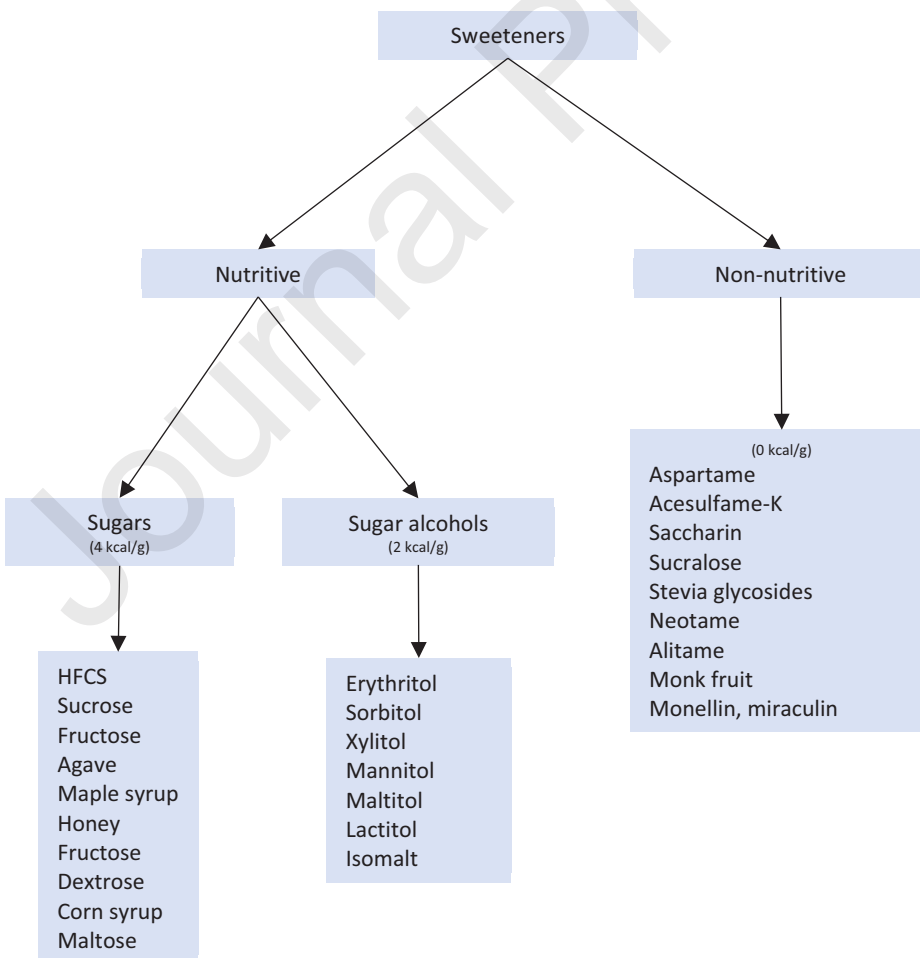 Sweeteners
Nutritive
Non-nutritive
Sugars
(4 kcal/g)
Sugar alcohols
(2 kcal/g)
(0 kcal/g)
Aspartame
Acesulfame-K
Saccharin
Sucralose
Stevia glycosides
Neotame
Alitame
Monk fruit
Monellin, miraculin
HFCS
Sucrose
Fructose
Agave
Maple syrup
Honey
Fructose
Dextrose
Corn syrup
Maltose
Erythritol
Sorbitol
Xylitol
Mannitol
Maltitol
Lactitol
Isomalt
Journal